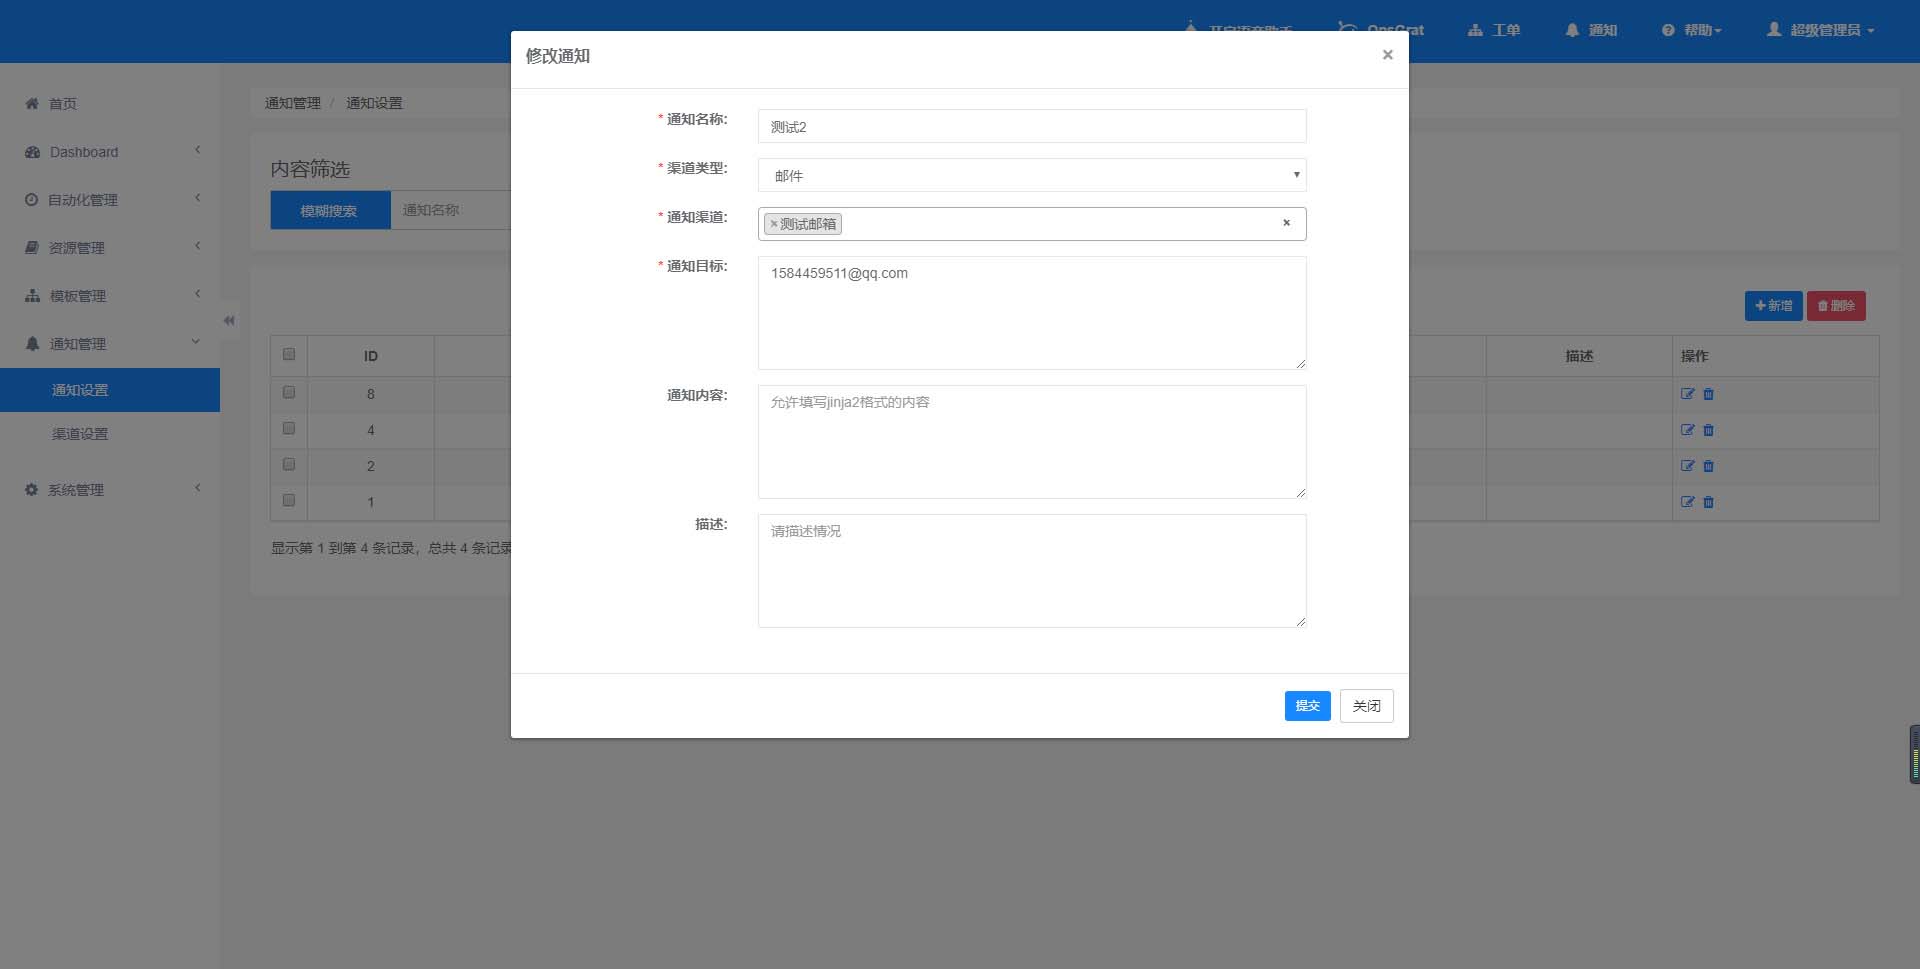 开启语音助手
OpsGrat
工单
通知
帮助
超级管理员
修改通知
×
首页
Dashboard
自动化管理
资源管理
模板管理
通知管理
通知设置
渠道设置
系统管理
通知管理 / 通知设置
内容筛选
模糊搜索
通知名称
新增
删除
ID
描述
操作
8
4
2
1
显示第 1 到第 4 条记录，总共 4 条记录
* 通知名称:
测试2
* 渠道类型:
邮件
* 通知渠道:
×测试邮箱
×
* 通知目标:
1584459511@qq.com
通知内容:
允许填写jinja2格式的内容
描述:
请描述情况
提交
关闭